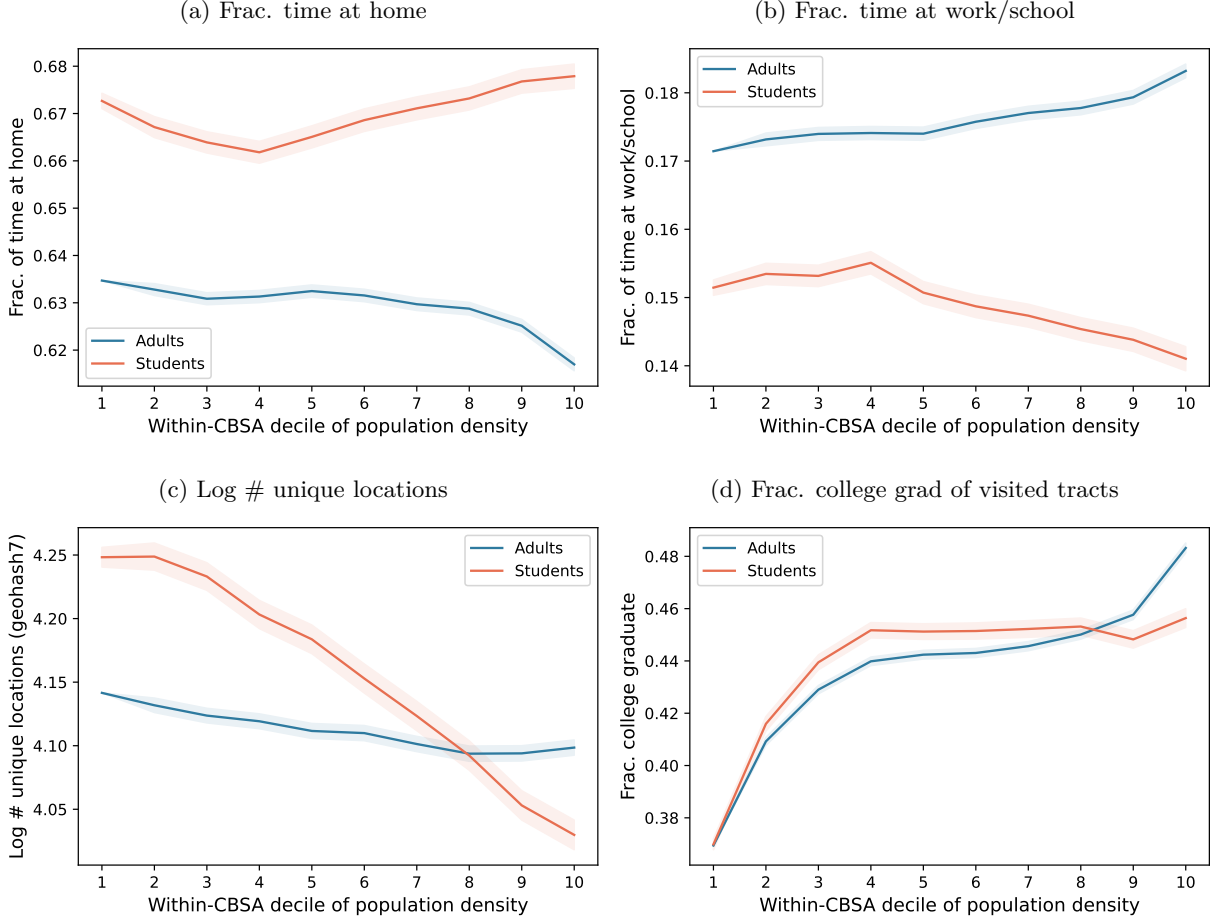 (a) Frac. time at home
Frac. of time at home
0.68
0.67
0.66
0.65
0.64
0.63
0.62
Adults
Students
1 2 3 4 5 6 7 8 9 10
Within-CBSA decile of population density
(b) Frac. time at work/school
Frac. of time at work/school
0.18
0.17
0.16
0.15
0.14
Adults
Students
1 2 3 4 5 6 7 8 9 10
Within-CBSA decile of population density
(c) Log # unique locations
Log # unique locations (geohash7)
4.25
4.20
4.15
4.10
4.05
Adults
Students
1 2 3 4 5 6 7 8 9 10
Within-CBSA decile of population density
(d) Frac. college grad of visited tracts
Frac. college graduate
0.48
0.46
0.44
0.42
0.40
0.38
Adults
Students
1 2 3 4 5 6 7 8 9 10
Within-CBSA decile of population density